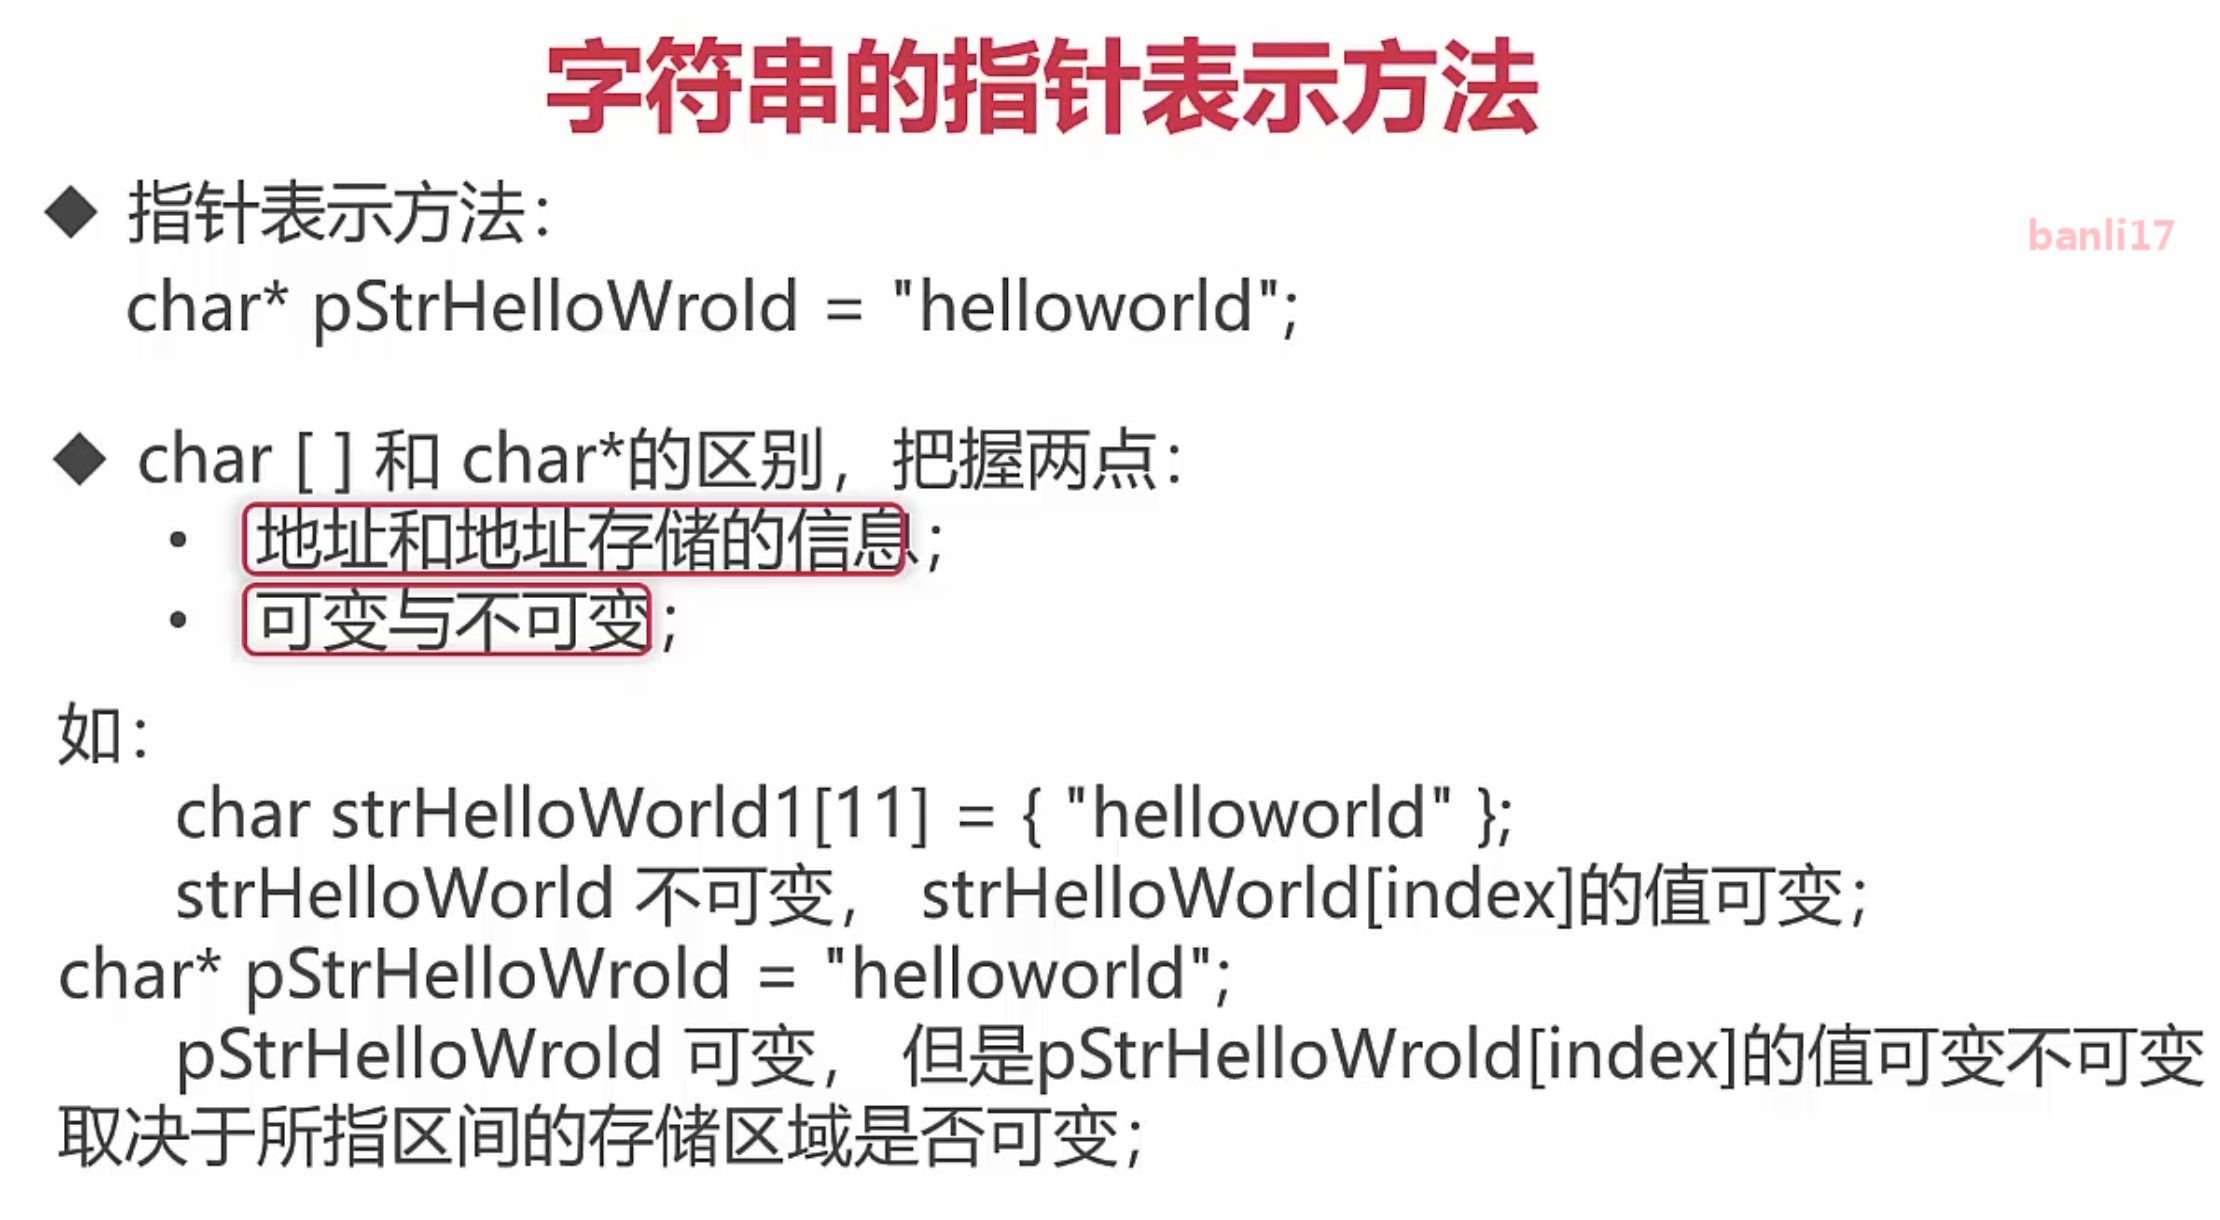 字符串的指针表示方法
◆ 指针表示方法：
banli17
char* pStrHelloWrold = "helloworld";
◆ char [ ] 和 char*的区别，把握两点：
• 地址和地址存储的信息；
• 可变与不可变；
如：
char strHelloWorld1[11] = { "helloworld" };
strHelloWorld 不可变， strHelloWorld[index]的值可变；
char* pStrHelloWrold = "helloworld";
pStrHelloWrold 可变， 但是pStrHelloWrold[index]的值可变不可变
取决于所指区间的存储区域是否可变；